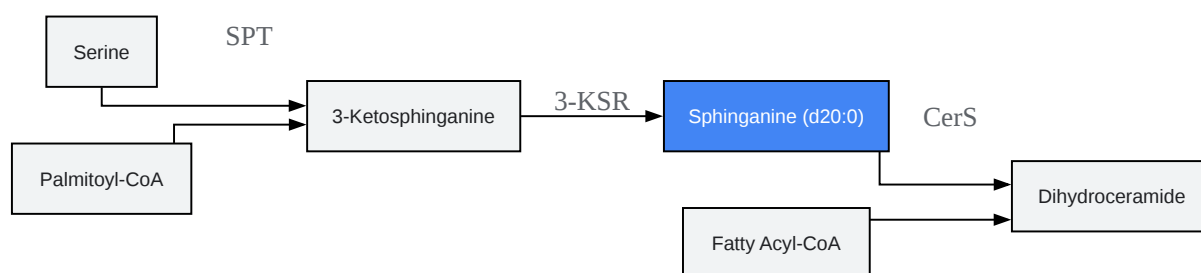 Serine
SPT
Palmitoyl-CoA
3-Ketosphinganine
3-KSR
Sphinganine (d20:0)
CerS
Fatty Acyl-CoA
Dihydroceramide